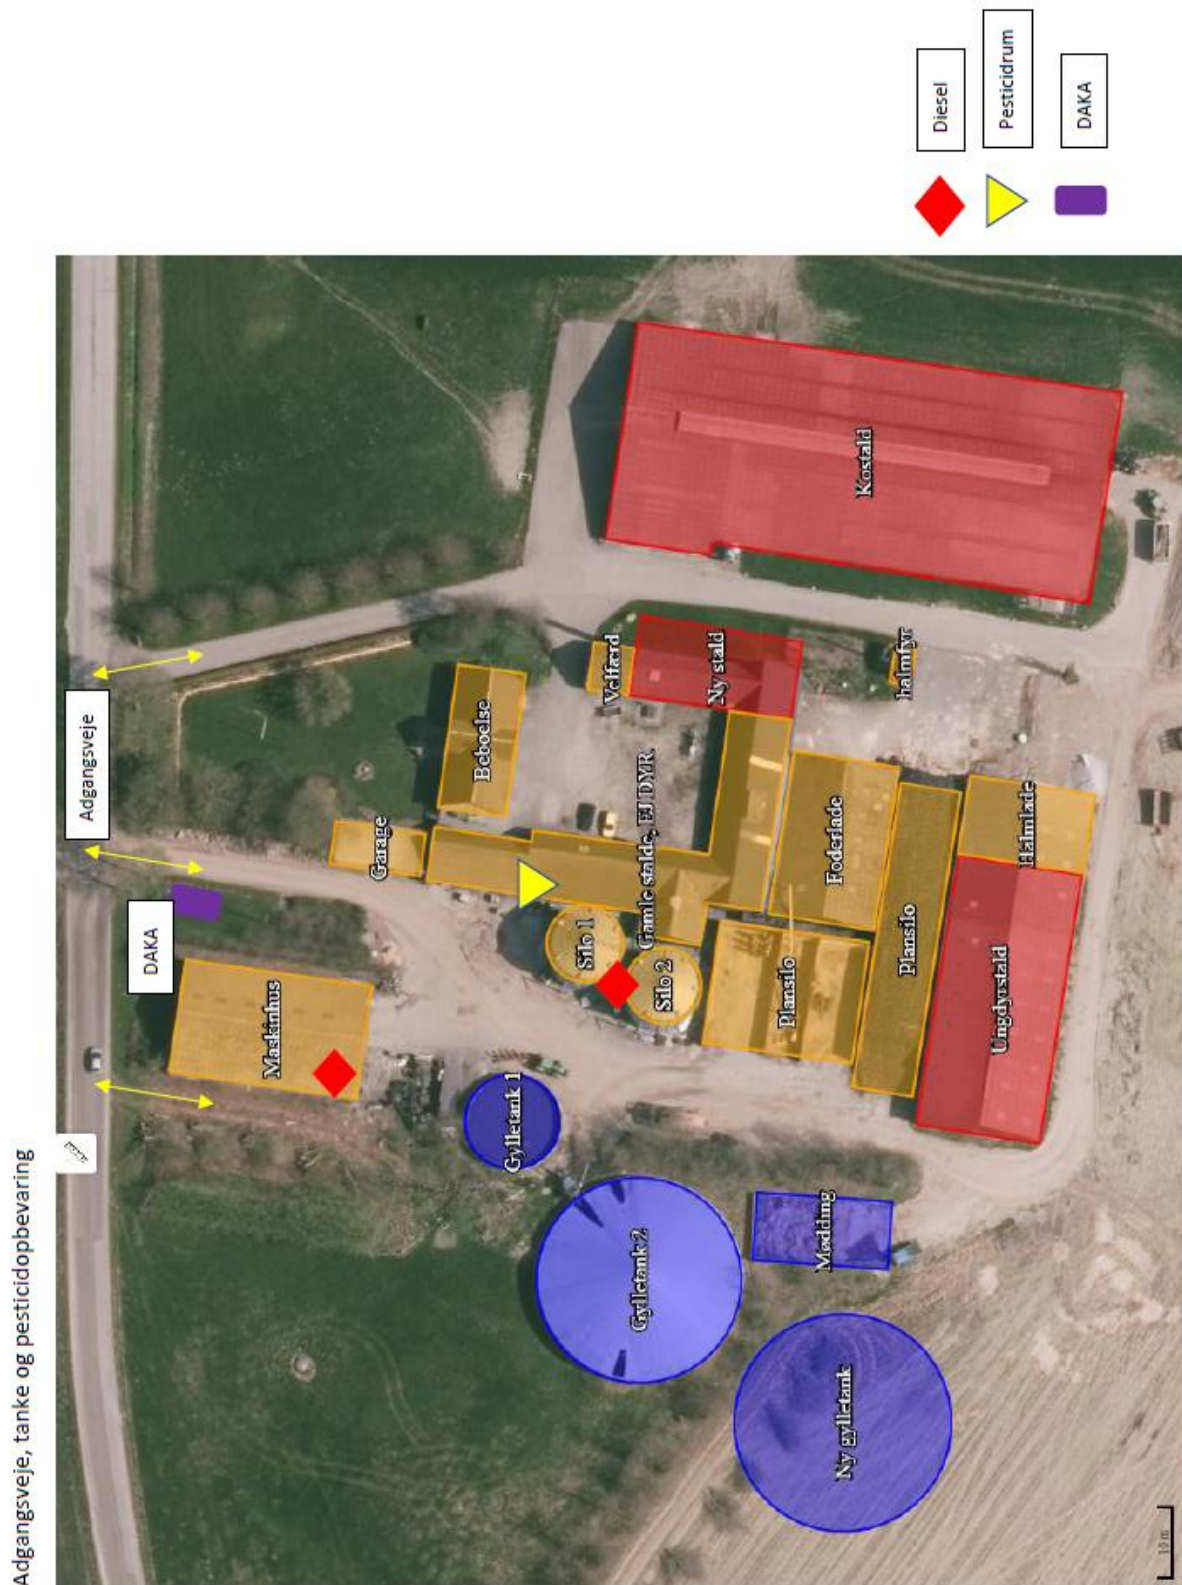 Adgangsveje, tanke og pesticidopbevaring
Adgangsveje
DAKA
Maskinhus
Garage
Beboelse
Velfærd
Ny stald
Kostald
halmfyr
Gamle stalde, EJ DYR
Silo 1
Silo 2
Foderlade
Plansilo
Plansilo
Halmlade
Ungdyrstald
Gylletank 1
Gylletank 2
Mødding
Ny gylletank
10 m
Diesel
Pesticidrum
DAKA